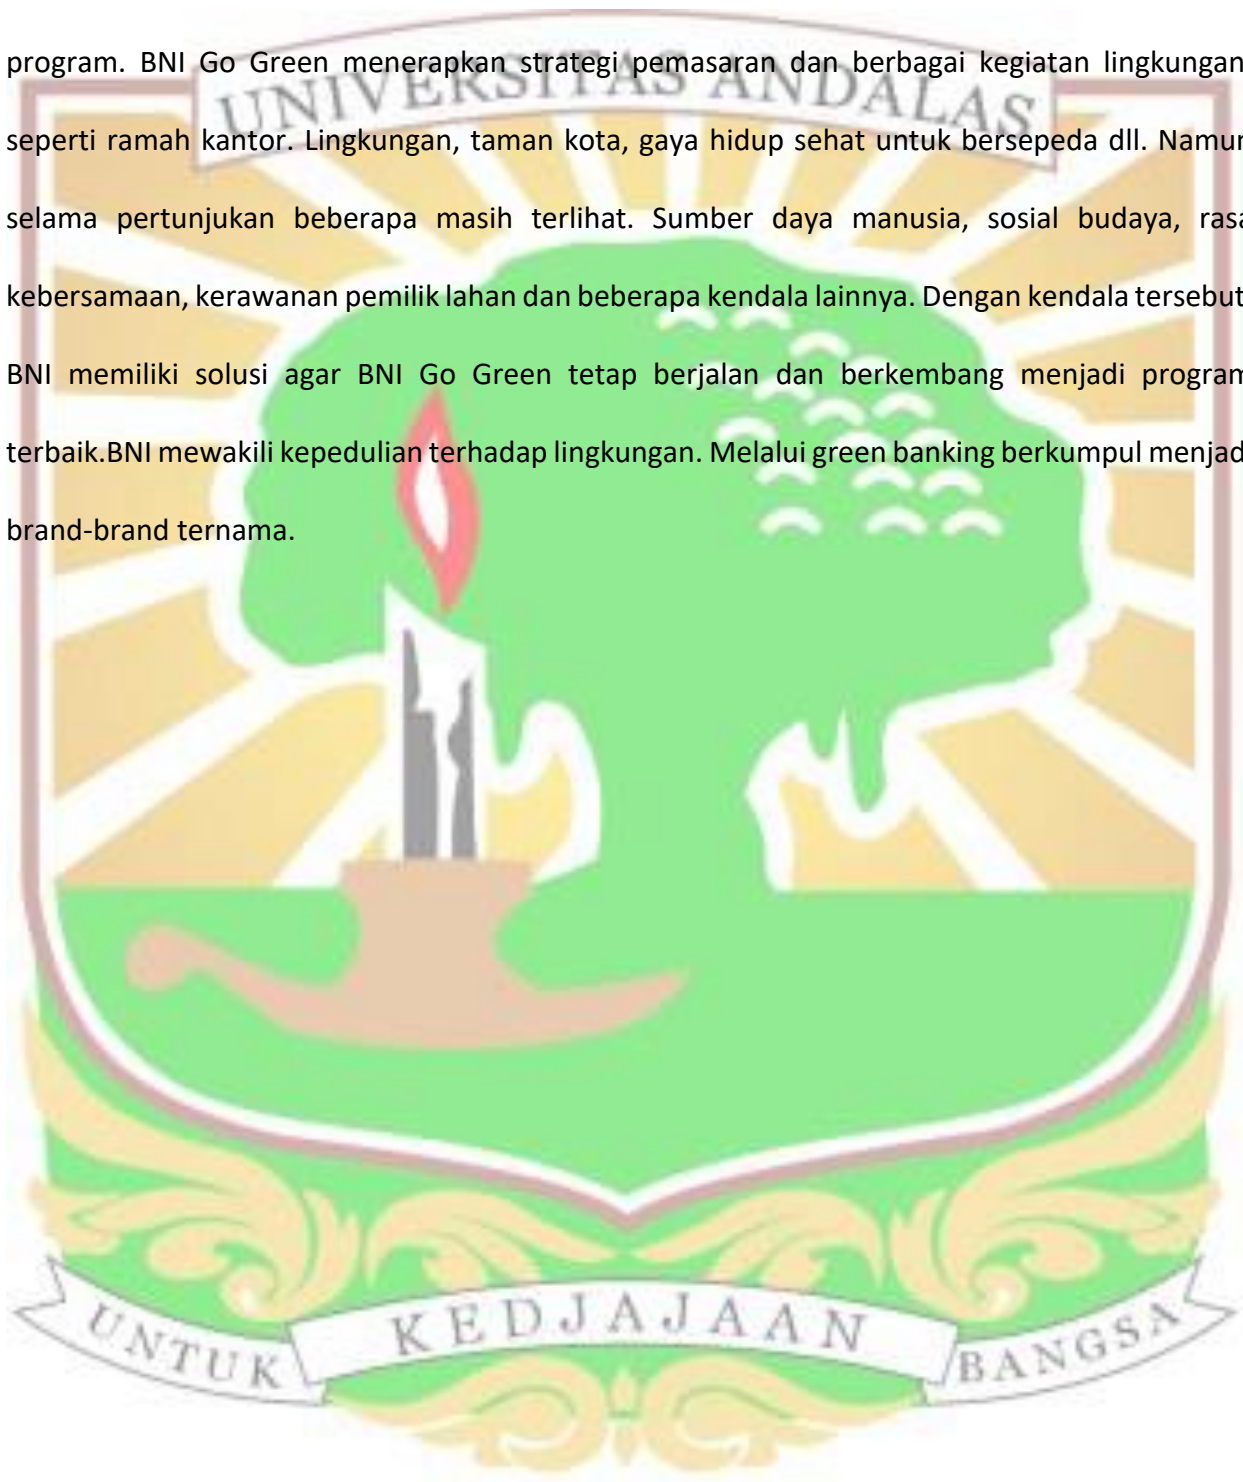 program. BNI Go Green menerapkan strategi pemasaran dan berbagai kegiatan lingkungan
UNIVERSITAS ANDALAS
seperti ramah kantor. Lingkungan, taman kota, gaya hidup sehat untuk bersepeda dll. Namun
selama pertunjukan beberapa masih terlihat. Sumber daya manusia, sosial budaya, rasa
kebersamaan, kerawanan pemilik lahan dan beberapa kendala lainnya. Dengan kendala tersebut
BNI memiliki solusi agar BNI Go Green tetap berjalan dan berkembang menjadi program
terbaik.BNI mewakili kepedulian terhadap lingkungan. Melalui green banking berkumpul menjadi
brand-brand ternama.
UNTUK KEDJAJAAN BANGSA